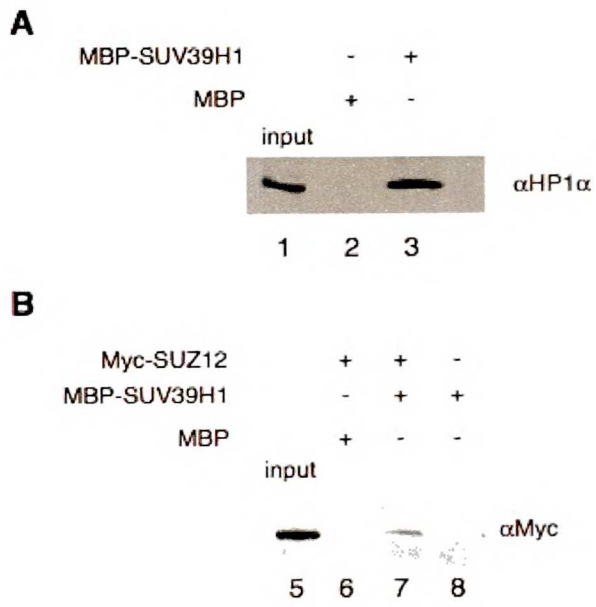 A
MBP-SUV39H1 - +
MBP + -
input
αHP1α
1 2 3
B
Myc-SUZ12 + + -
MBP-SUV39H1 - + +
MBP + - -
input
αMyc
5 6 7 8